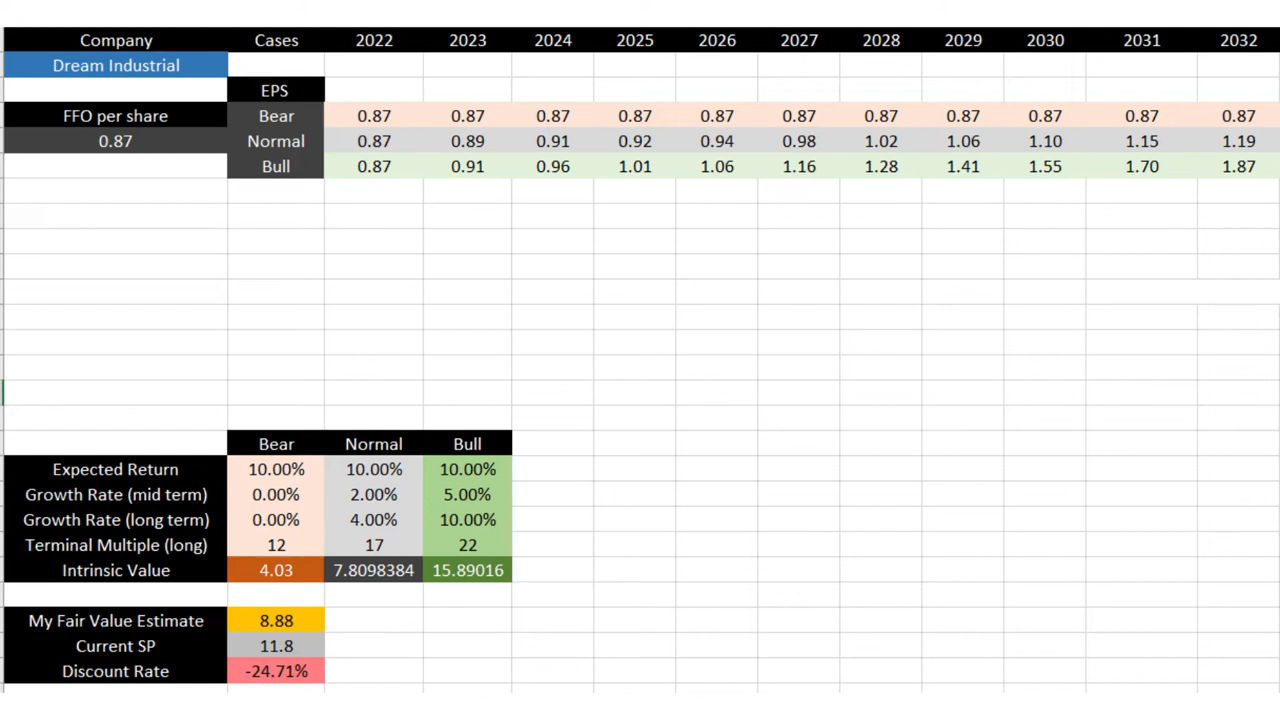 Company Cases 2022 2023 2024 2025 2026 2027 2028 2029 2030 2031 2032
Dream Industrial
EPS
FFO per share Bear 0.87 0.87 0.87 0.87 0.87 0.87 0.87 0.87 0.87 0.87 0.87
0.87 Normal 0.87 0.89 0.91 0.92 0.94 0.98 1.02 1.06 1.10 1.15 1.19
Bull 0.87 0.91 0.96 1.01 1.06 1.16 1.28 1.41 1.55 1.70 1.87
Bear Normal Bull
Expected Return 10.00% 10.00% 10.00%
Growth Rate (mid term) 0.00% 2.00% 5.00%
Growth Rate (long term) 0.00% 4.00% 10.00%
Terminal Multiple (long) 12 17 22
Intrinsic Value 4.03 7.8098384 15.89016
My Fair Value Estimate 8.88
Current SP 11.8
Discount Rate -24.71%